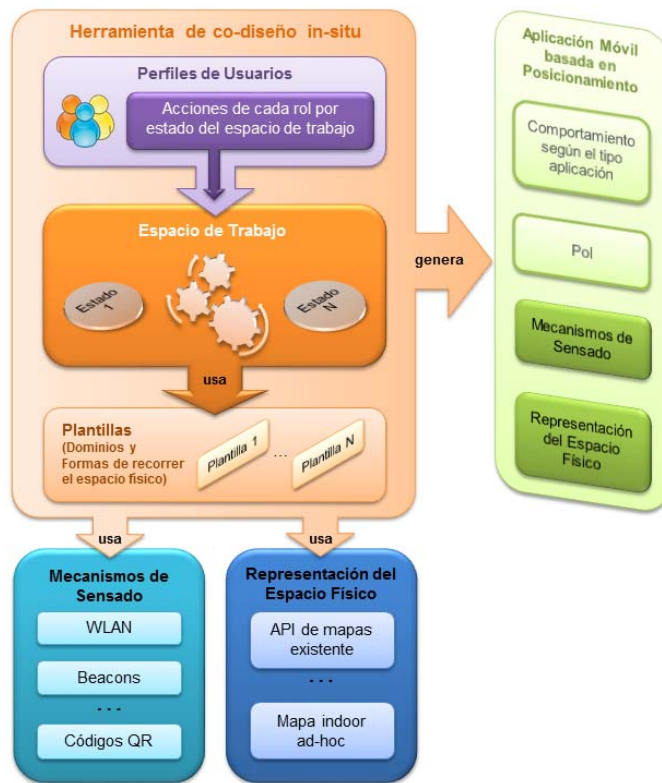 Herramienta de co-diseño in-situ
Perfiles de Usuarios
Acciones de cada rol por
estado del espacio de trabajo
Espacio de Trabajo
Estado
1
Estado
N
usa
Plantillas
(Dominios y
Formas de recorrer
el espacio físico)
Plantilla 1
...
Plantilla N
genera
Aplicación Móvil
basada en
Posicionamiento
Comportamiento
según el tipo
aplicación
PoI
Mecanismos de
Sensado
Representación
del Espacio
Físico
usa
usa
Mecanismos de
Sensado
WLAN
Beacons
...
Códigos QR
Representación del
Espacio Físico
API de mapas
existente
...
Mapa indoor
ad-hoc